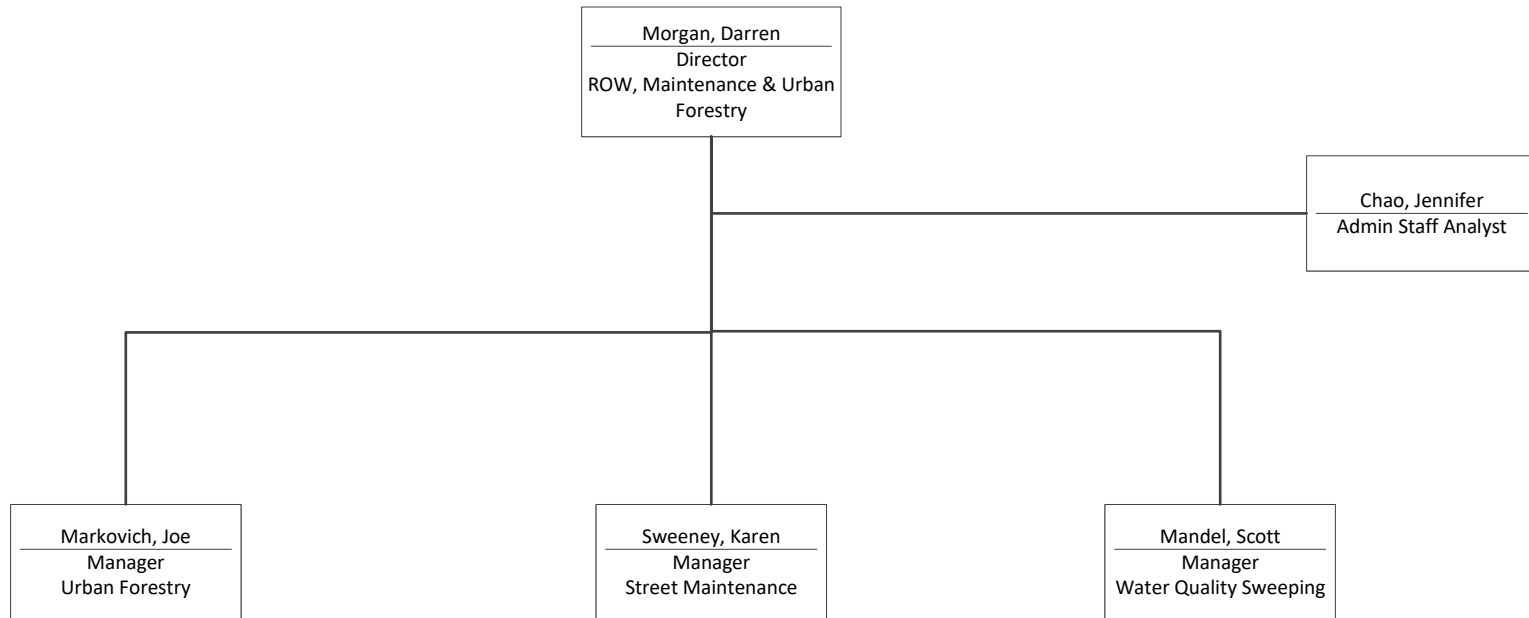 Morgan, Darren
Director
ROW, Maintenance & Urban
Forestry
Chao, Jennifer
Admin Staff Analyst
Markovich, Joe
Manager
Urban Forestry
Sweeney, Karen
Manager
Street Maintenance
Mandel, Scott
Manager
Water Quality Sweeping